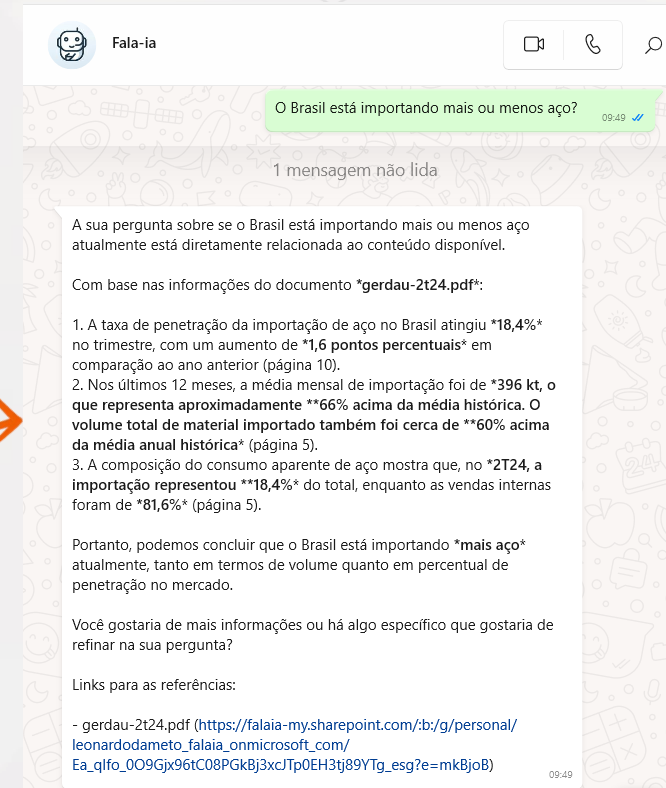 Fala-ia
O Brasil está importando mais ou menos aço?
09:49
1 mensagem não lida
A sua pergunta sobre se o Brasil está importando mais ou menos aço
atualmente está diretamente relacionada ao conteúdo disponível.
Com base nas informações do documento *gerdau-2t24.pdf*:
1. A taxa de penetração da importação de aço no Brasil atingiu *18,4%*
no trimestre, com um aumento de *1,6 pontos percentuais* em
comparação ao ano anterior (página 10).
2. Nos últimos 12 meses, a média mensal de importação foi de *396 kt, o
que representa aproximadamente **66% acima da média histórica. O
volume total de material importado também foi cerca de **60% acima
da média anual histórica* (página 5).
3. A composição do consumo aparente de aço mostra que, no *2T24, a
importação representou **18,4%* do total, enquanto as vendas internas
foram de *81,6%* (página 5).
Portanto, podemos concluir que o Brasil está importando *mais aço*
atualmente, tanto em termos de volume quanto em percentual de
penetração no mercado.
Você gostaria de mais informações ou há algo específico que gostaria de
refinar na sua pergunta?
Links para as referências:
- gerdau-2t24.pdf (https://falaia-my.sharepoint.com/:b:/g/personal/
leonardodameto_falaia_onmicrosoft_com/
Ea_qIfo_0O9Gjx96tC08PGkBj3xcJTp0EH3tj89YTg_esg?e=mkBjoB)
09:49